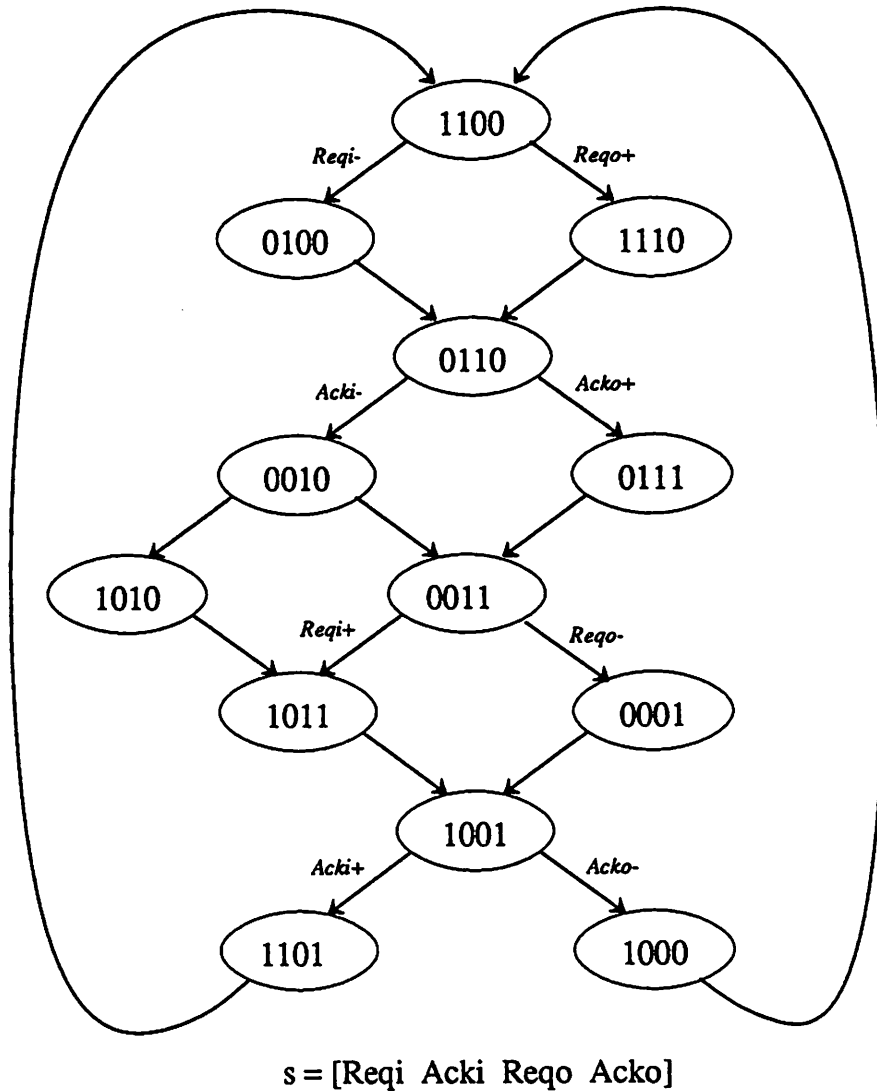 1100
Reqi- Reqo+
0100 1110
0110
Acki- Acko+
0010 0111
1010 0011
Reqi+ Reqo-
1011 0001
1001
Acki+ Acko-
1101 1000
s = [Reqi Acki Reqo Acko]